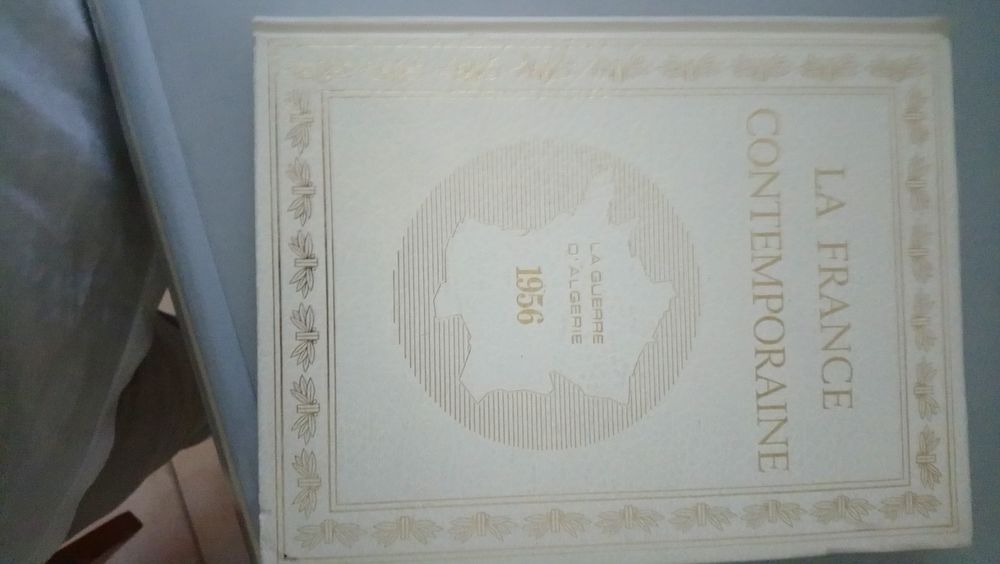 LA FRANCE
CONTEMPORAINE
LA GUERRE
D'ALGERIE
1956